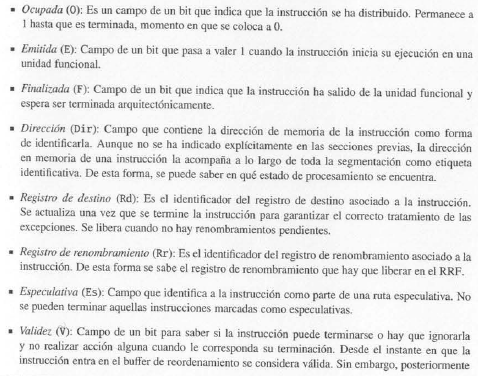 ▪ Ocupada (O): Es un campo de un bit que indica que la instrucción se ha distribuido. Permanece a
1 hasta que es terminada, momento en que se coloca a 0.
▪ Emitida (E): Campo de un bit que pasa a valer 1 cuando la instrucción inicia su ejecución en una
unidad funcional.
▪ Finalizada (F): Campo de un bit que indica que la instrucción ha salido de la unidad funcional y
espera ser terminada arquitectónicamente.
▪ Dirección (Dir): Campo que contiene la dirección de memoria de la instrucción como forma
de identificarla. Aunque no se ha indicado explícitamente en las secciones previas, la dirección
en memoria de una instrucción la acompaña a lo largo de toda la segmentación como etiqueta
identificativa. De esta forma, se puede saber en qué estado de procesamiento se encuentra.
▪ Registro de destino (Rd): Es el identificador del registro de destino asociado a la instrucción.
Se actualiza una vez que se termine la instrucción para garantizar el correcto tratamiento de las
excepciones. Se libera cuando no hay renombramientos pendientes.
▪ Registro de renombramiento (Rr): Es el identificador del registro de renombramiento asociado a la
instrucción. De esta forma se sabe el registro de renombramiento que hay que liberar en el RRF.
▪ Especulativa (Es): Campo que identifica a la instrucción como parte de una ruta especulativa. No
se pueden terminar aquellas instrucciones marcadas como especulativas.
▪ Validez (V): Campo de un bit para saber si la instrucción puede terminarse o hay que ignorarla
y no realizar acción alguna cuando le corresponda su terminación. Desde el instante en que la
instrucción entra en el buffer de reordenamiento se considera válida. Sin embargo, posteriormente